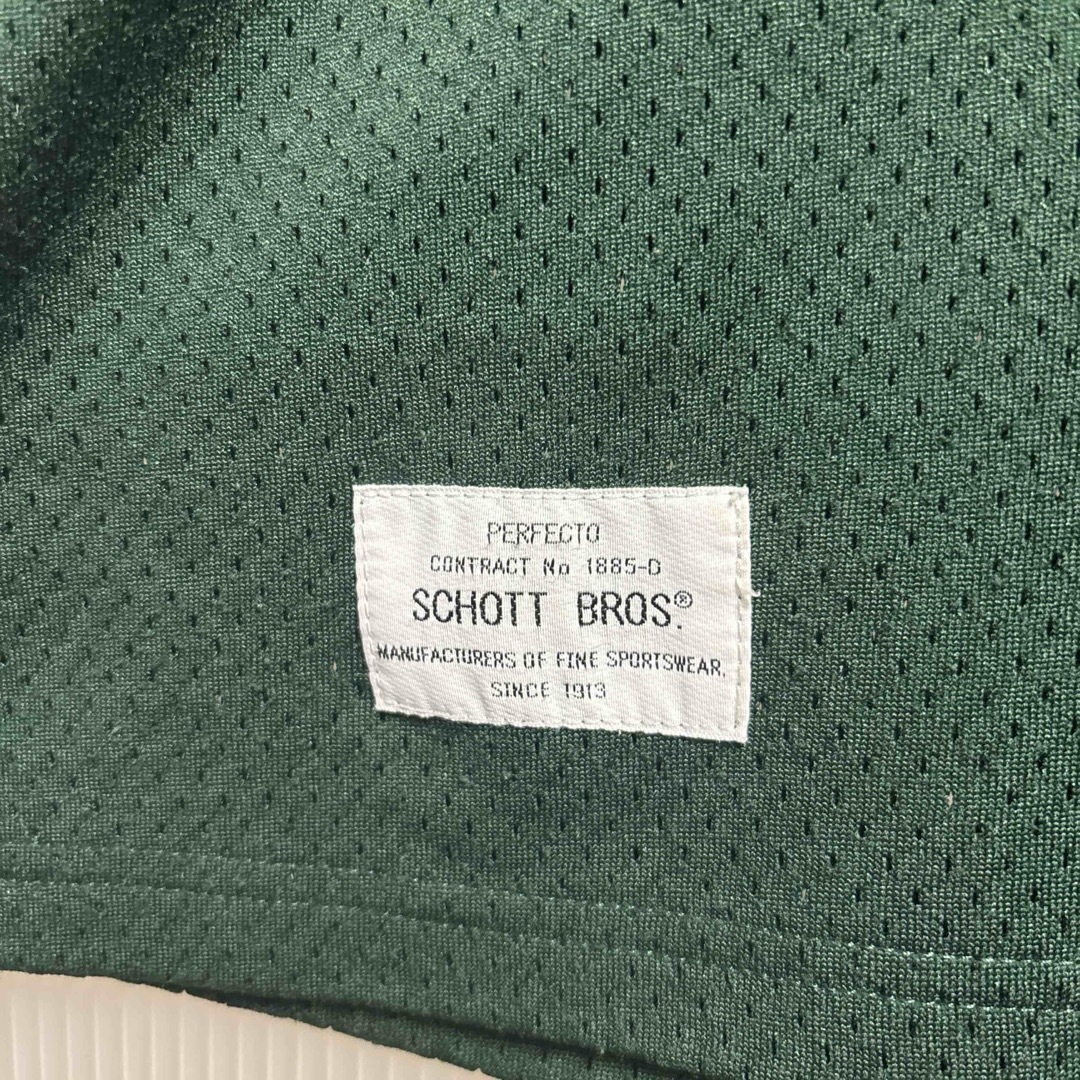 PERFECTO
CONTRACT No 1885-D
SCHOTT BROS.®
MANUFACTURERS OF FINE SPORTSWEAR.
SINCE 1913